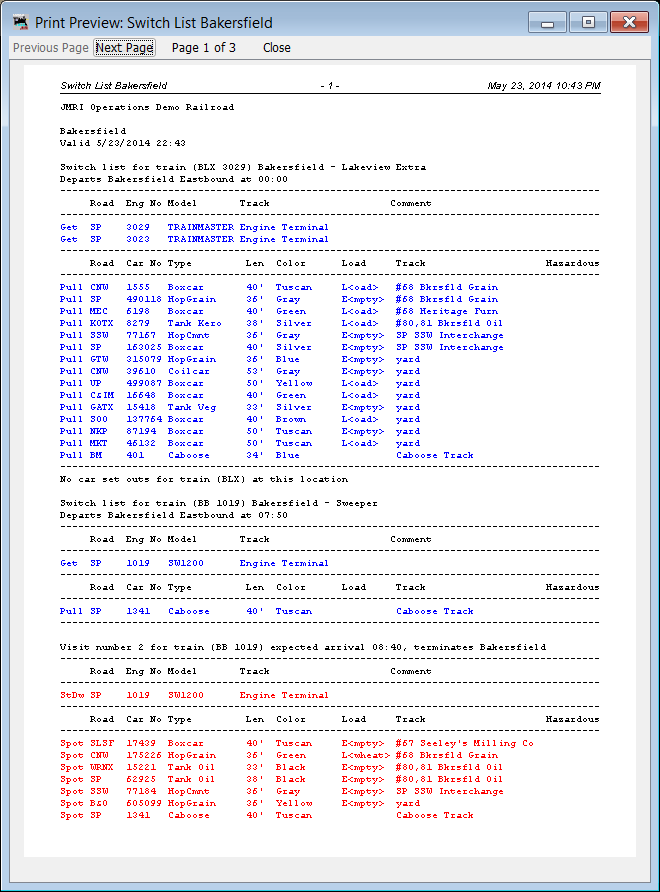 Print Preview: Switch List Bakersfield
Previous Page Next Page Page 1 of 3 Close
Switch List Bakersfield - 1 - May 23, 2014 10:43 PM
JMRI Operations Demo Railroad
Bakersfield
Valid 5/23/2014 22:43
Switch list for train (BLX 3029) Bakersfield - Lakeview Extra
Departs Bakersfield Eastbound at 00:00
Road Eng No Model Track Comment
Get SP 3029 TRAINMASTER Engine Terminal
Get SP 3023 TRAINMASTER Engine Terminal
Road Car No Type Len Color Load Track Hazardous
Pull CNW 1555 Boxcar 40' Tuscan L<oad> #68 Bkrsfld Grain
Pull SP 490118 HopGrain 36' Gray E<mpty> #68 Bkrsfld Grain
Pull MEC 6198 Boxcar 40' Green L<oad> #68 Heritage Furn
Pull KOTX 8279 Tank Kero 38' Silver L<oad> #80,81 Bkrsfld Oil
Pull SSW 77167 HopCmnt 36' Gray E<mpty> SP SSW Interchange
Pull SP 163025 Boxcar 40' Silver E<mpty> SP SSW Interchange
Pull GTW 315079 HopGrain 36' Blue E<mpty> yard
Pull CNW 39610 Coilcar 53' Gray E<mpty> yard
Pull UP 499087 Boxcar 50' Yellow L<oad> yard
Pull C&IM 16648 Boxcar 40' Green L<oad> yard
Pull GATX 15418 Tank Veg 33' Silver E<mpty> yard
Pull SOO 137764 Boxcar 40' Brown L<oad> yard
Pull NKP 87194 Boxcar 50' Tuscan E<mpty> yard
Pull MKT 46132 Boxcar 50' Tuscan L<oad> yard
Pull BM 401 Caboose 34' Blue Caboose Track
No car set outs for train (BLX) at this location
Switch list for train (BB 1019) Bakersfield - Sweeper
Departs Bakersfield Eastbound at 07:50
Road Eng No Model Track Comment
Get SP 1019 SW1200 Engine Terminal
Road Car No Type Len Color Load Track Hazardous
Pull SP 1341 Caboose 40' Tuscan Caboose Track
Visit number 2 for train (BB 1019) expected arrival 08:40, terminates Bakersfield
Road Eng No Model Track Comment
StDw SP 1019 SW1200 Engine Terminal
Road Car No Type Len Color Load Track Hazardous
Spot SLSF 17439 Boxcar 40' Tuscan E<mpty> #67 Seeley's Milling Co
Spot CNW 175226 HopGrain 36' Green L<wheat> #68 Bkrsfld Grain
Spot WRNX 15221 Tank Oil 33' Black E<mpty> #80,81 Bkrsfld Oil
Spot SP 62925 Tank Oil 38' Black E<mpty> #80,81 Bkrsfld Oil
Spot SSW 77184 HopCmnt 36' Gray E<mpty> SP SSW Interchange
Spot B&O 605099 HopGrain 36' Yellow E<mpty> yard
Spot SP 1341 Caboose 40' Tuscan Caboose Track